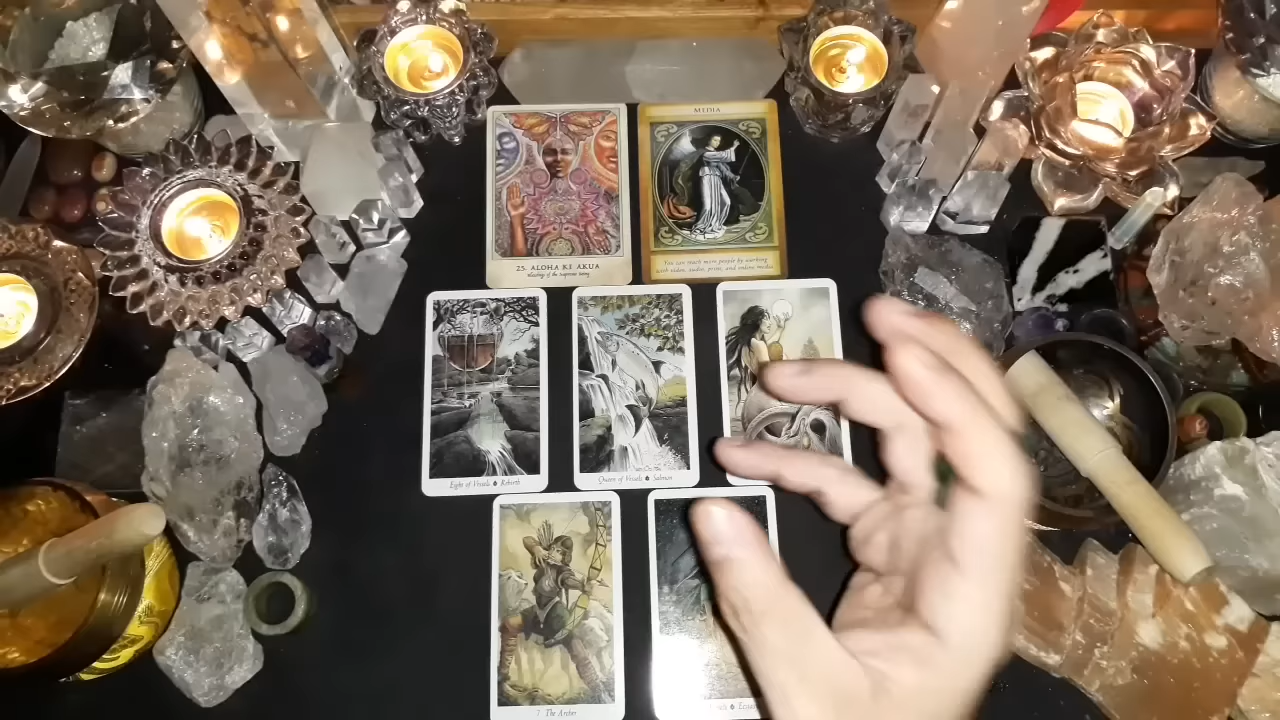 MEDIA
25. ALOHA KE AKUA
You can reach more people by working
with video, audio, print, and online media.
Eight of Vessels Rebirth
Queen of Vessels Salmon
7 The Archer